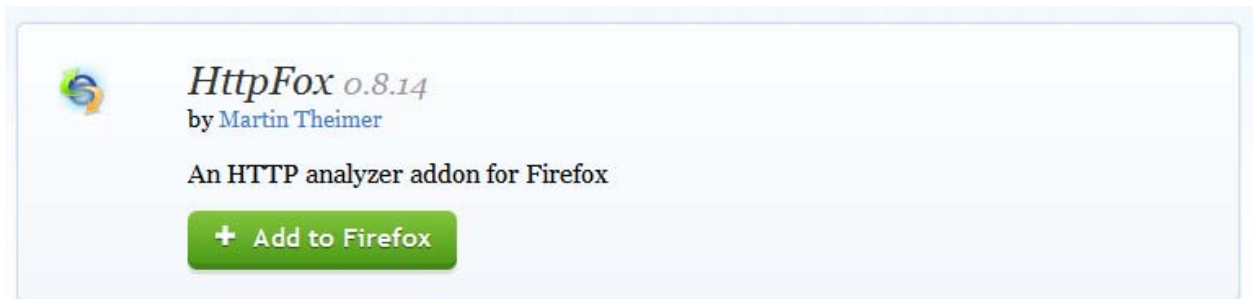 HttpFox 0.8.14
by Martin Theimer
An HTTP analyzer addon for Firefox
+ Add to Firefox